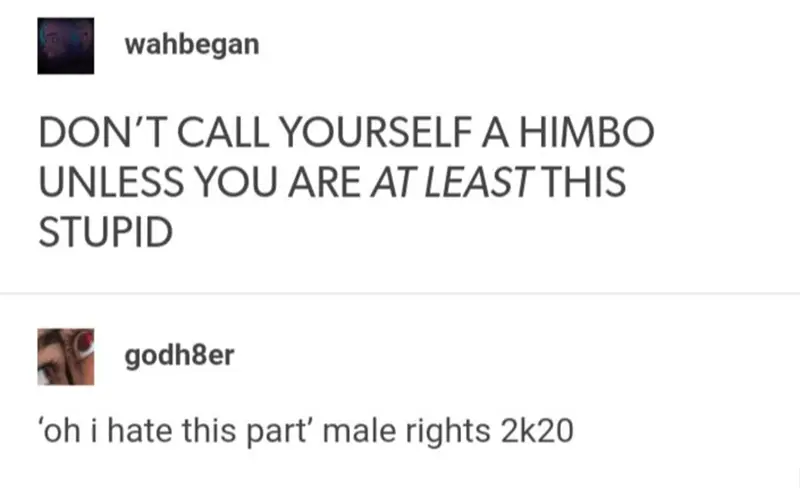 wahbegan
DON'T CALL YOURSELF A HIMBO
UNLESS YOU ARE AT LEAST THIS
STUPID
godh8er
'oh i hate this part' male rights 2k20